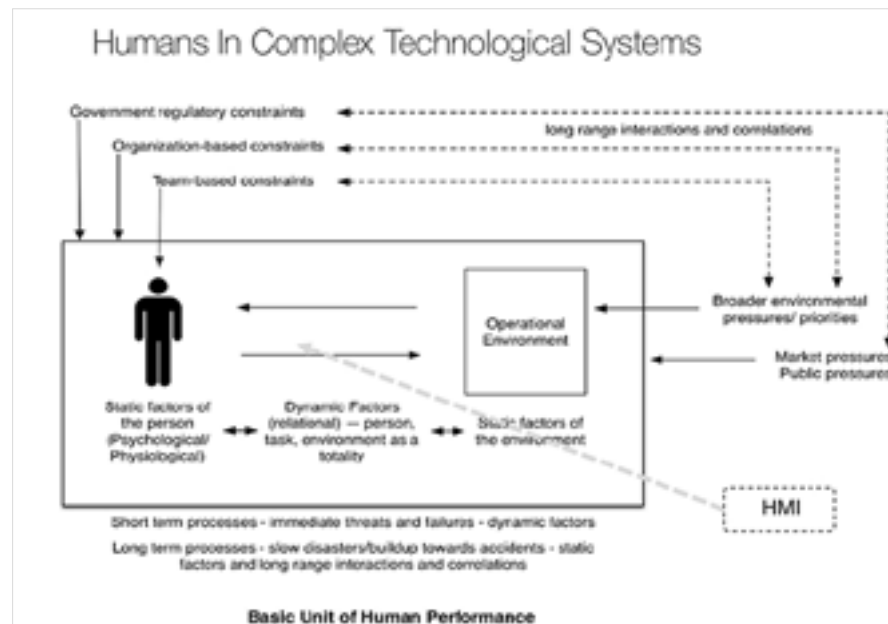 Humans In Complex Technological Systems
Government regulatory constraints
long range interactions and correlations
Organization-based constraints
Team-based constraints
Operational
Environment
Broader environmental
pressures/ priorities
Market pressures
Public pressures
Static factors of
the person
(Psychological/
Physiological)
Dynamic Factors
(relational) — person,
task, environment as a
totality
Static factors of
the environment
HMI
Short term processes - immediate threats and failures - dynamic factors
Long term processes - slow disasters/buildup towards accidents - static
factors and long range interactions and correlations
Basic Unit of Human Performance